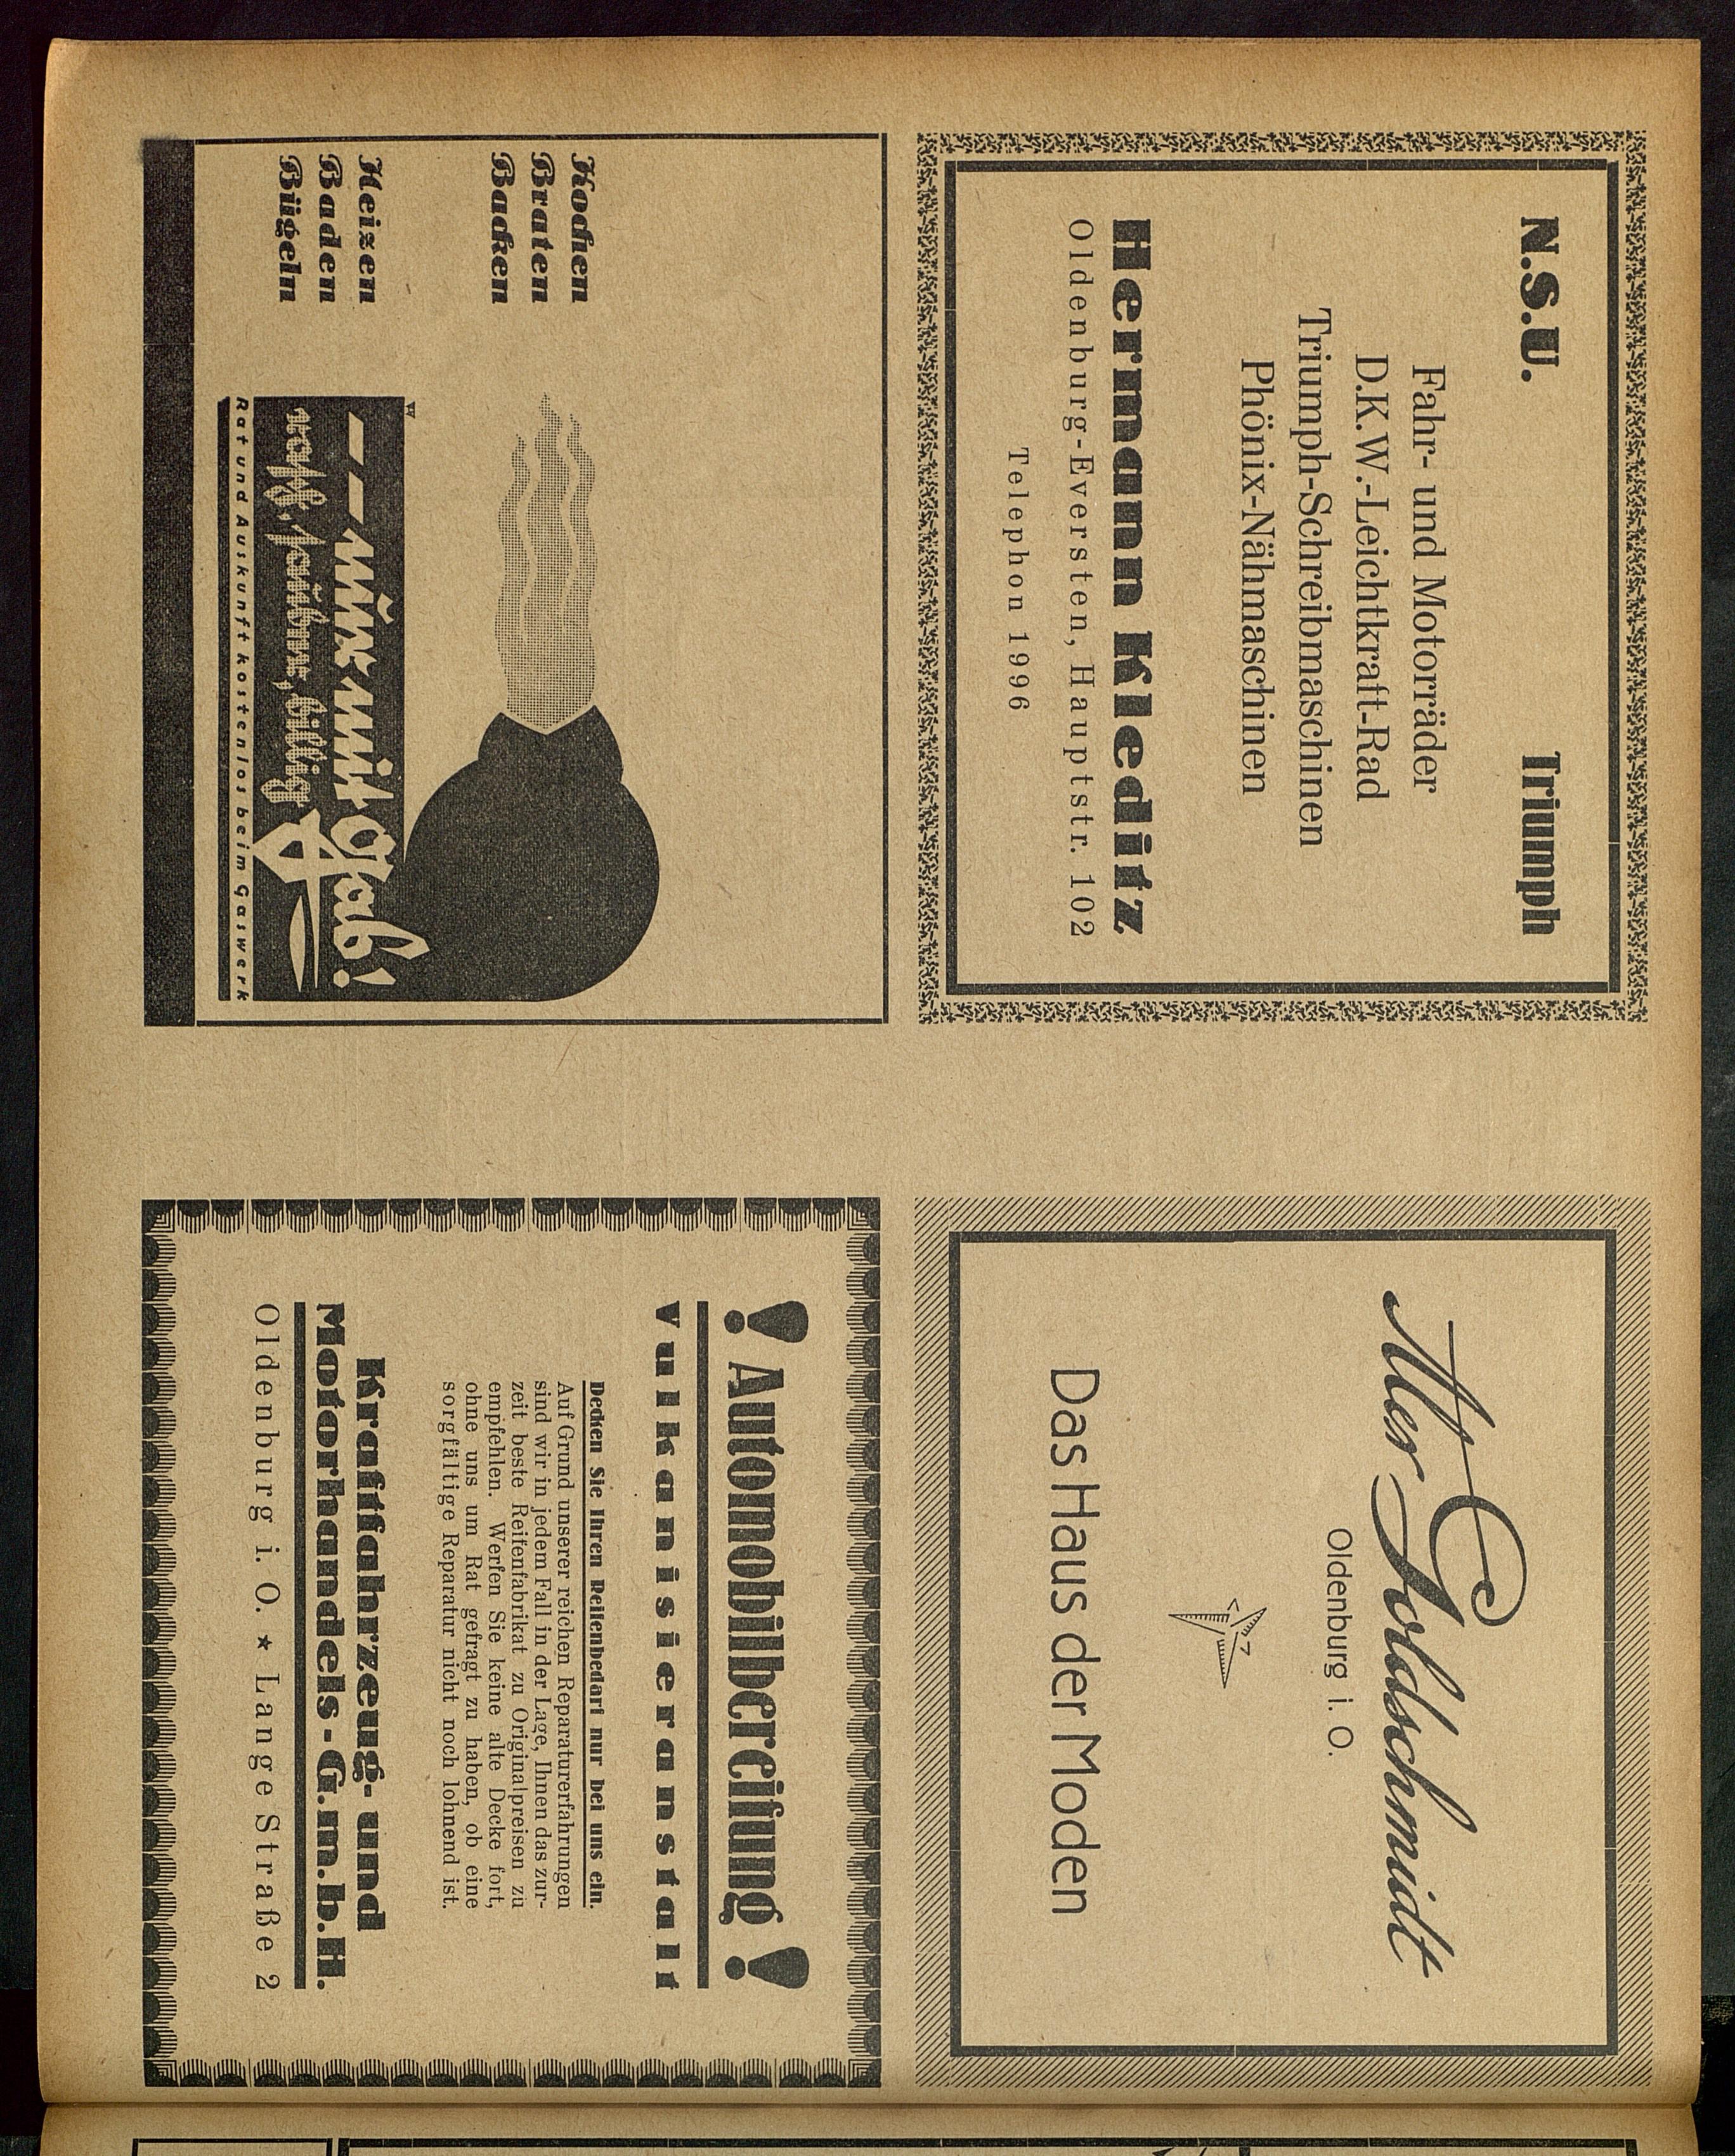 N.S.U. Triumph
Fahr- und Motorräder
D.K.W.-Leichtkraft-Rad
Triumph-Schreibmaschinen
Phönix-Nähmaschinen
Hermann Kleditz
Oldenburg-Eversten, Hauptstr. 102
Telephon 1996
Kochen
Braten
Backen
Heizen
Baden
Bügeln
— — nur mit Gas!
rasch, sauber, billig
Rat und Auskunft kostenlos beim Gaswerk
Alter Goldschmidt
Oldenburg i. O.
Das Haus der Moden
! Automobilbereifung !
Vulkanisieranstalt
Decken Sie Ihren Reifenbedarf nur bei uns ein.
Auf Grund unserer reichen Reparaturerfahrungen
sind wir in jedem Fall in der Lage, Ihnen das zur-
zeit beste Reifenfabrikat zu Originalpreisen zu
empfehlen. Werfen Sie keine alte Decke fort,
ohne uns um Rat gefragt zu haben, ob eine
sorgfältige Reparatur nicht noch lohnend ist.
Kraftfahrzeug- und
Motorhandels-G.m.b.H.
Oldenburg i. O. ★ Lange Straße 2